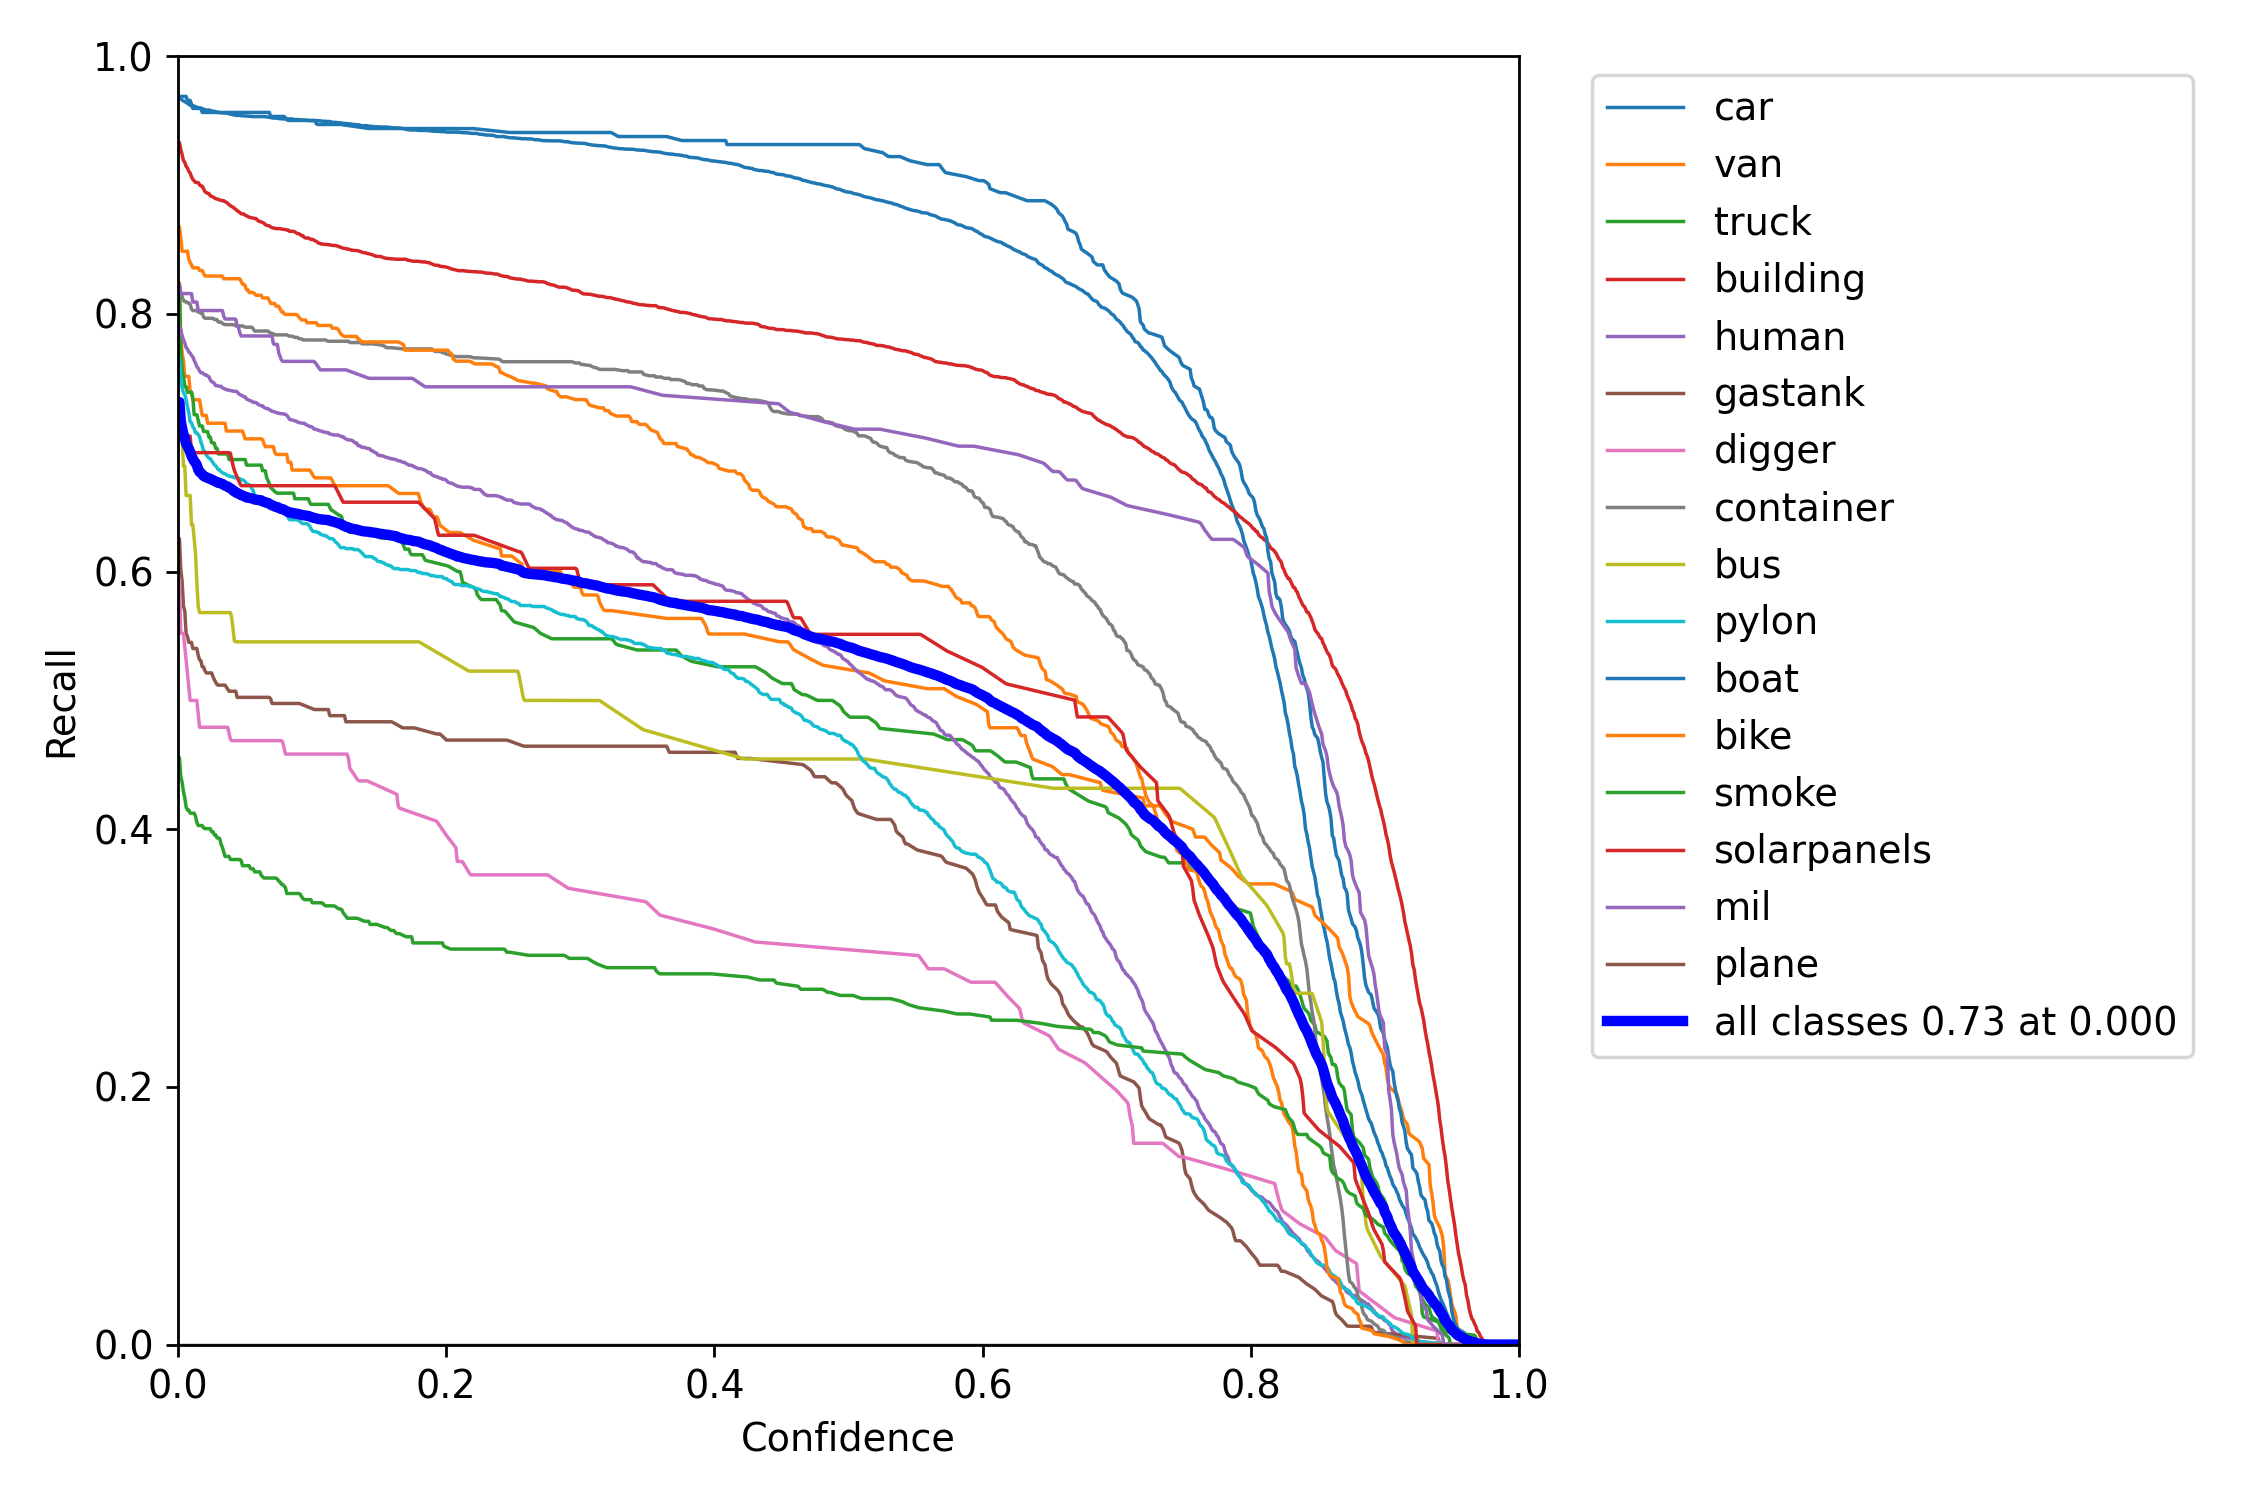 1.0
0.8
0.6
0.4
0.2
0.0
Recall
0.0 0.2 0.4 0.6 0.8 1.0
Confidence
car
van
truck
building
human
gastank
digger
container
bus
pylon
boat
bike
smoke
solarpanels
mil
plane
all classes 0.73 at 0.000